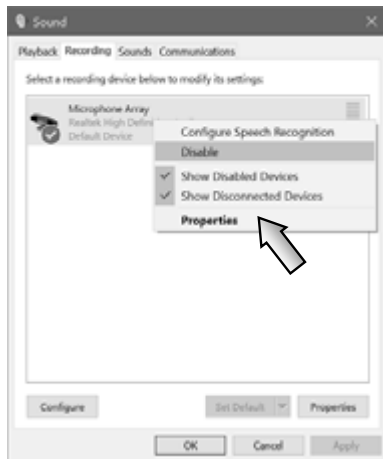 Sound
Playback Recording Sounds Communications
Select a recording device below to modify its settings:
Microphone Array
Realtek High Defini
Default Device
Configure Speech Recognition
Disable
Show Disabled Devices
Show Disconnected Devices
Properties
Configure
Set Default
Properties
OK
Cancel
Apply